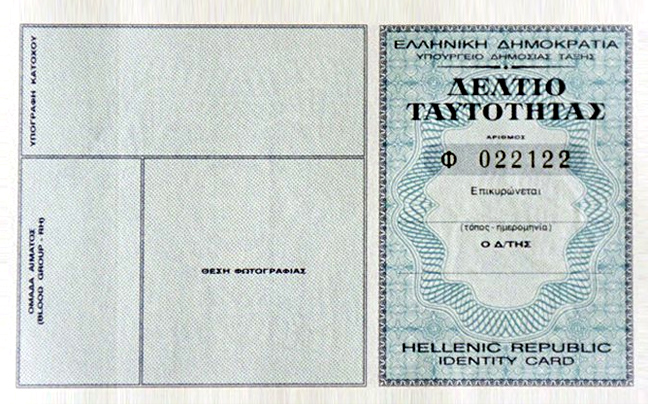 ΥΠΟΓΡΑΦΗ ΚΑΤΟΧΟΥ
ΟΜΑΔΑ ΑΙΜΑΤΟΣ
(BLOOD GROUP - RH)
ΘΕΣΗ ΦΩΤΟΓΡΑΦΙΑΣ
ΕΛΛΗΝΙΚΗ ΔΗΜΟΚΡΑΤΙΑ
ΥΠΟΥΡΓΕΙΟ ΔΗΜΟΣΙΑΣ ΤΑΞΗΣ
ΔΕΛΤΙΟ
ΤΑΥΤΟΤΗΤΑΣ
ΑΡΙΘΜΟΣ
Φ 022122
Επικυρώνεται
(τόπος - ημερομηνία)
Ο Δ/ΤΗΣ
HELLENIC REPUBLIC
IDENTITY CARD